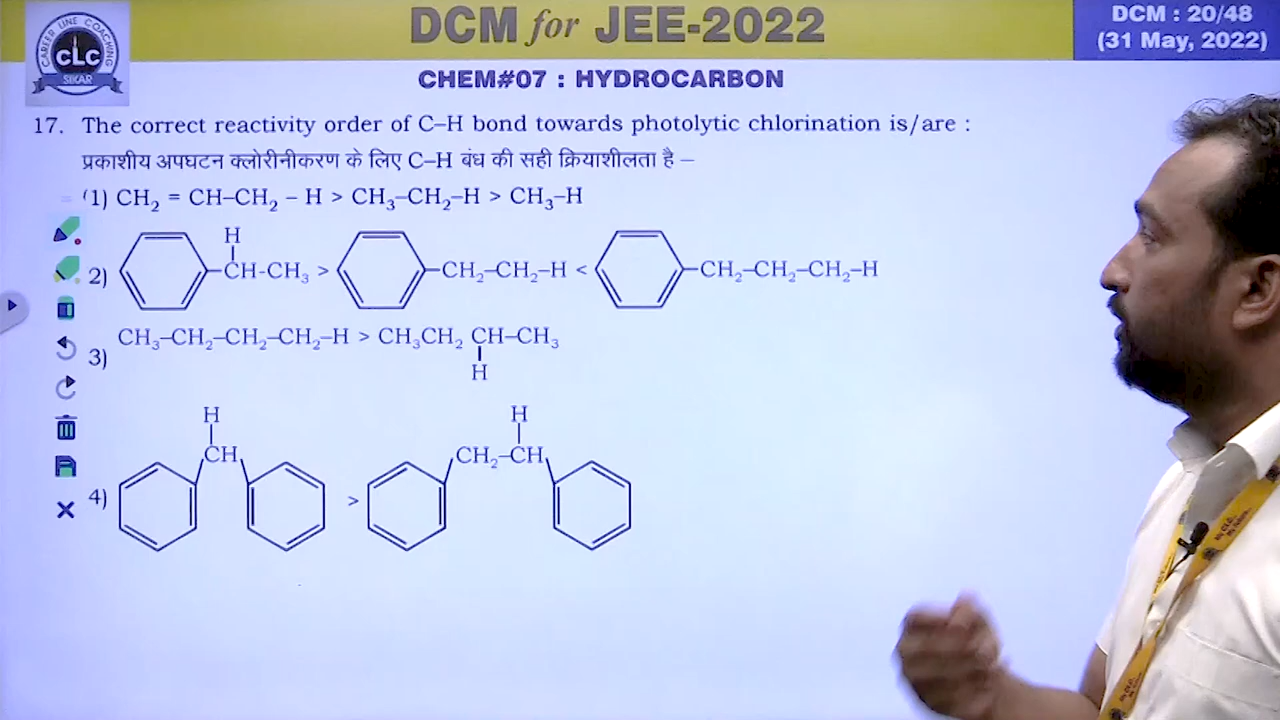 DCM for JEE-2022
DCM : 20/48
(31 May, 2022)
CAREER LINE COACHING
CLC
SIKAR
CHEM#07 : HYDROCARBON
17. The correct reactivity order of C–H bond towards photolytic chlorination is/are :
प्रकाशीय अपघटन क्लोरीनीकरण के लिए C–H बंध की सही क्रियाशीलता है –
(1) CH₂ = CH–CH₂ – H > CH₃–CH₂–H > CH₃–H
H
2) CH-CH₃ > CH₂–CH₂–H < CH₂–CH₂–CH₂–H
3) CH₃–CH₂–CH₂–CH₂–H > CH₃CH₂ CH–CH₃
H
H H
CH CH₂–CH
4) >